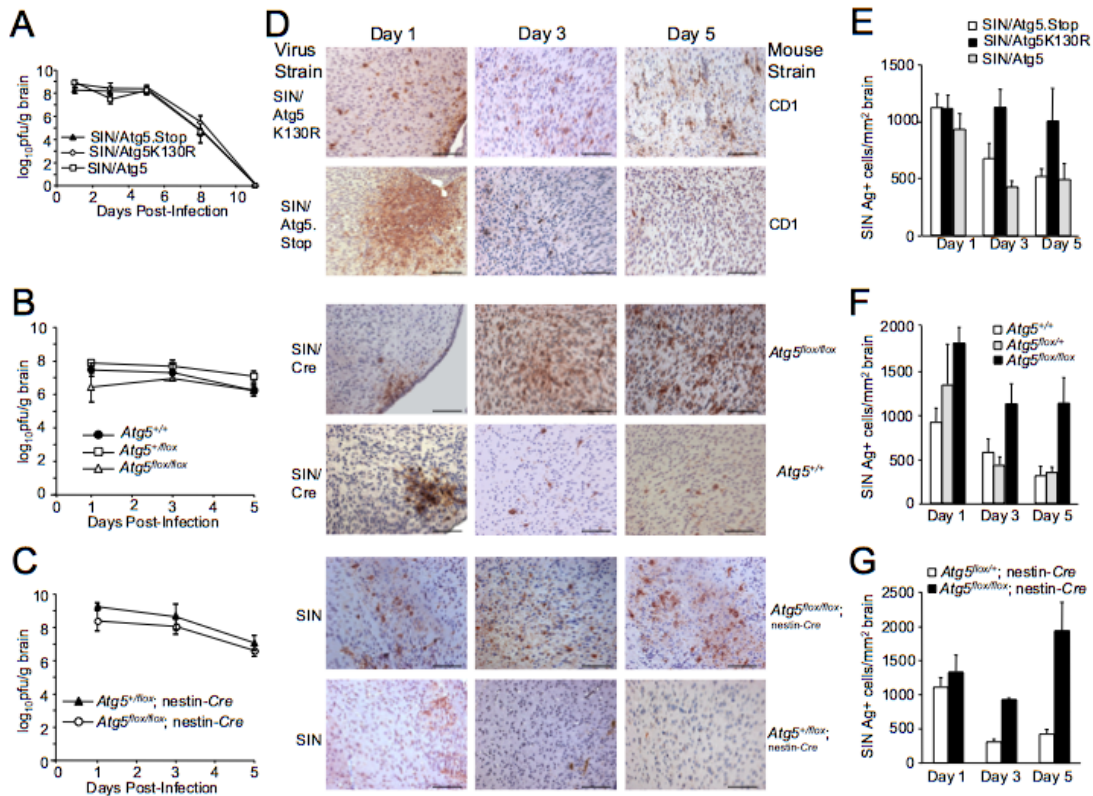 A
10
8
6
4
2
0
log10pfu/g brain
SIN/Atg5.Stop
SIN/Atg5K130R
SIN/Atg5
0 2 4 6 8 10
Days Post-Infection
B
10
8
6
4
2
0
log10pfu/g brain
Atg5+/+
Atg5+/flox
Atg5flox/flox
0 1 2 3 4 5
Days Post-Infection
C
10
8
6
4
2
0
log10pfu/g brain
Atg5+/flox; nestin-Cre
Atg5flox/flox; nestin-Cre
0 1 2 3 4 5
Days Post-Infection
D
Day 1 Day 3 Day 5
Virus
Strain
Mouse
Strain
SIN/
Atg5
K130R
CD1
SIN/
Atg5.
Stop
CD1
SIN/
Cre
Atg5flox/flox
SIN/
Cre
Atg5+/+
SIN
Atg5flox/flox;
nestin-Cre
SIN
Atg5+/flox;
nestin-Cre
E
SIN/Atg5.Stop
SIN/Atg5K130R
SIN/Atg5
1500
1000
500
0
SIN Ag+ cells/mm2 brain
Day 1 Day 3 Day 5
F
2000
1500
1000
500
0
SIN Ag+ cells/mm2 brain
Atg5+/+
Atg5flox/+
Atg5flox/flox
Day 1 Day 3 Day 5
G
Atg5flox/+; nestin-Cre
Atg5flox/flox; nestin-Cre
2500
2000
1500
1000
500
0
SIN Ag+ cells/mm2 brain
Day 1 Day 3 Day 5